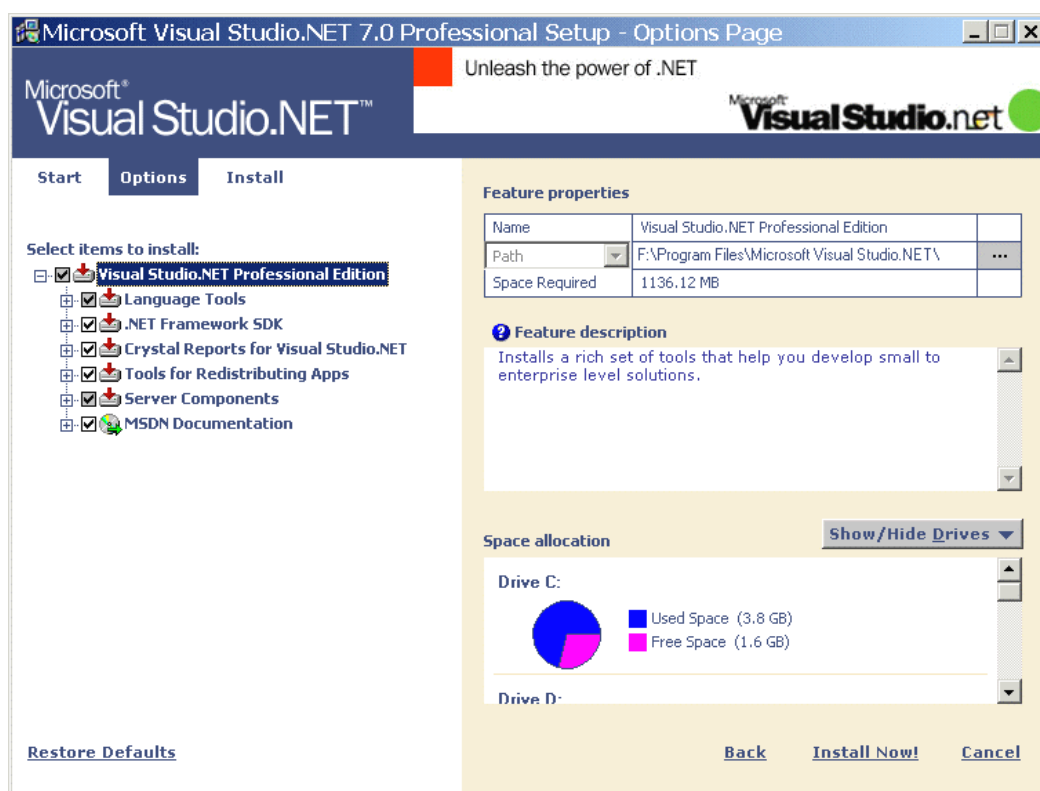 Microsoft Visual Studio.NET 7.0 Professional Setup - Options Page
Unleash the power of .NET
Microsoft®
Visual Studio.NET™
Microsoft
Visual Studio.net
Start Options Install
Feature properties
Name Visual Studio.NET Professional Edition
Path F:\Program Files\Microsoft Visual Studio.NET\ ...
Space Required 1136.12 MB
Select items to install:
Visual Studio.NET Professional Edition
Language Tools
.NET Framework SDK
Crystal Reports for Visual Studio.NET
Tools for Redistributing Apps
Server Components
MSDN Documentation
Feature description
Installs a rich set of tools that help you develop small to
enterprise level solutions.
Space allocation
Show/Hide Drives
Drive C:
Used Space (3.8 GB)
Free Space (1.6 GB)
Drive D:
Restore Defaults
Back Install Now! Cancel